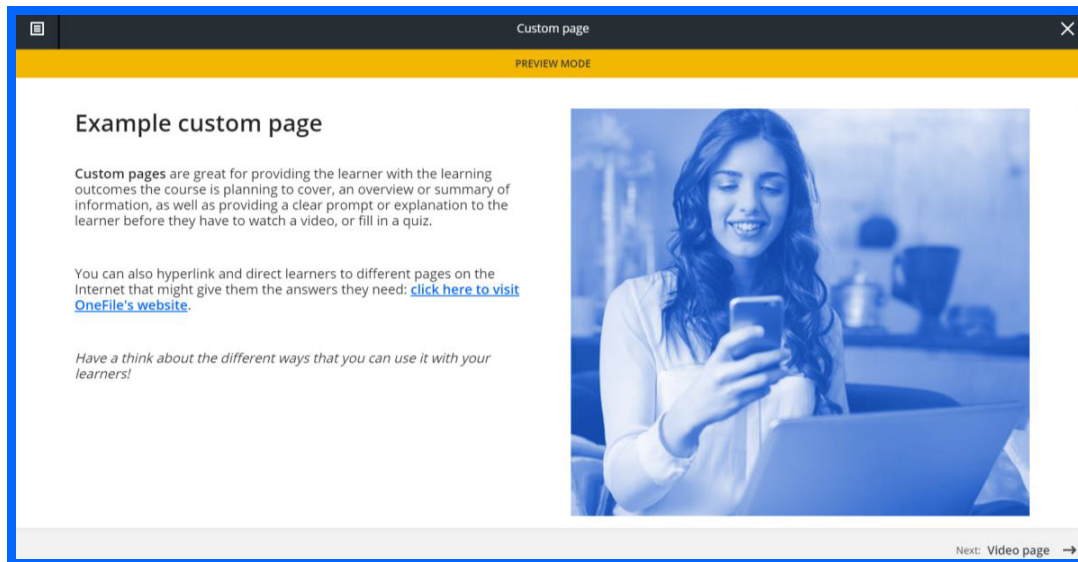 Custom page
PREVIEW MODE
Example custom page
Custom pages are great for providing the learner with the learning
outcomes the course is planning to cover, an overview or summary of
information, as well as providing a clear prompt or explanation to the
learner before they have to watch a video, or fill in a quiz.
You can also hyperlink and direct learners to different pages on the
Internet that might give them the answers they need: click here to visit
OneFile's website.
Have a think about the different ways that you can use it with your
learners!
Next: Video page